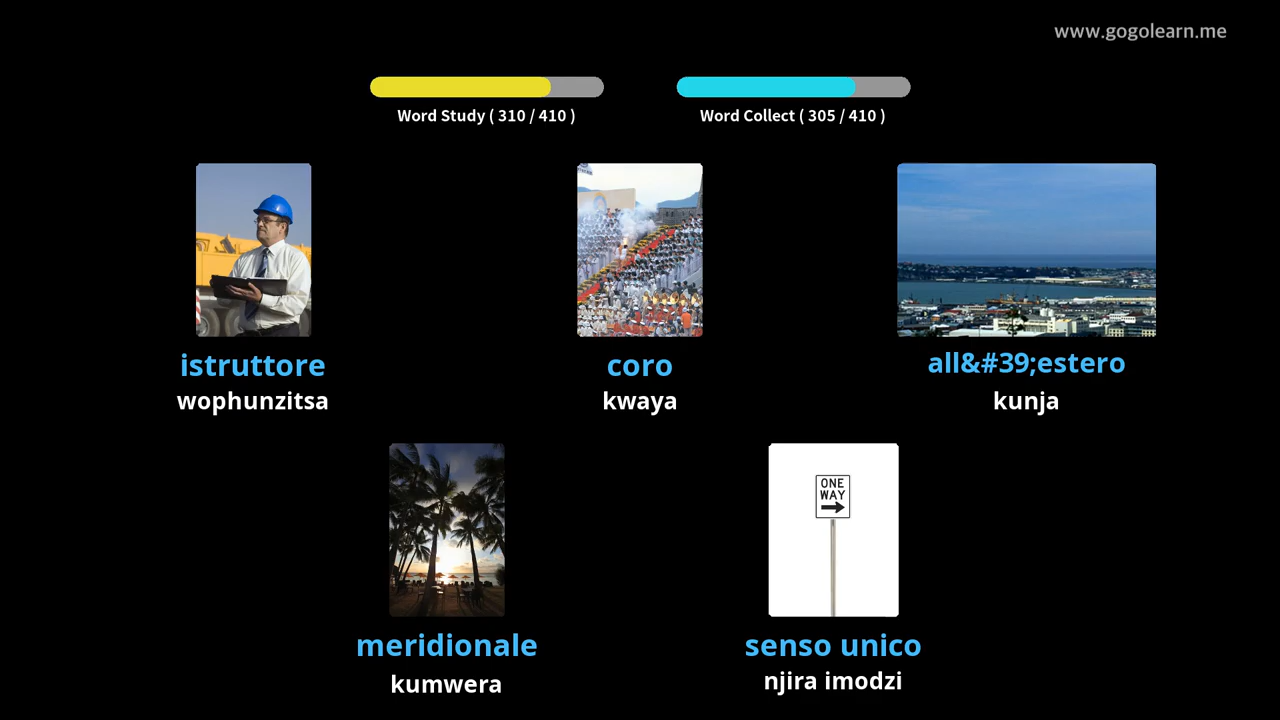 www.gogolearn.me
Word Study ( 310 / 410 )
Word Collect ( 305 / 410 )
istruttore
wophunzitsa
coro
kwaya
all&#39;estero
kunja
meridionale
kumwera
ONE
WAY
senso unico
njira imodzi